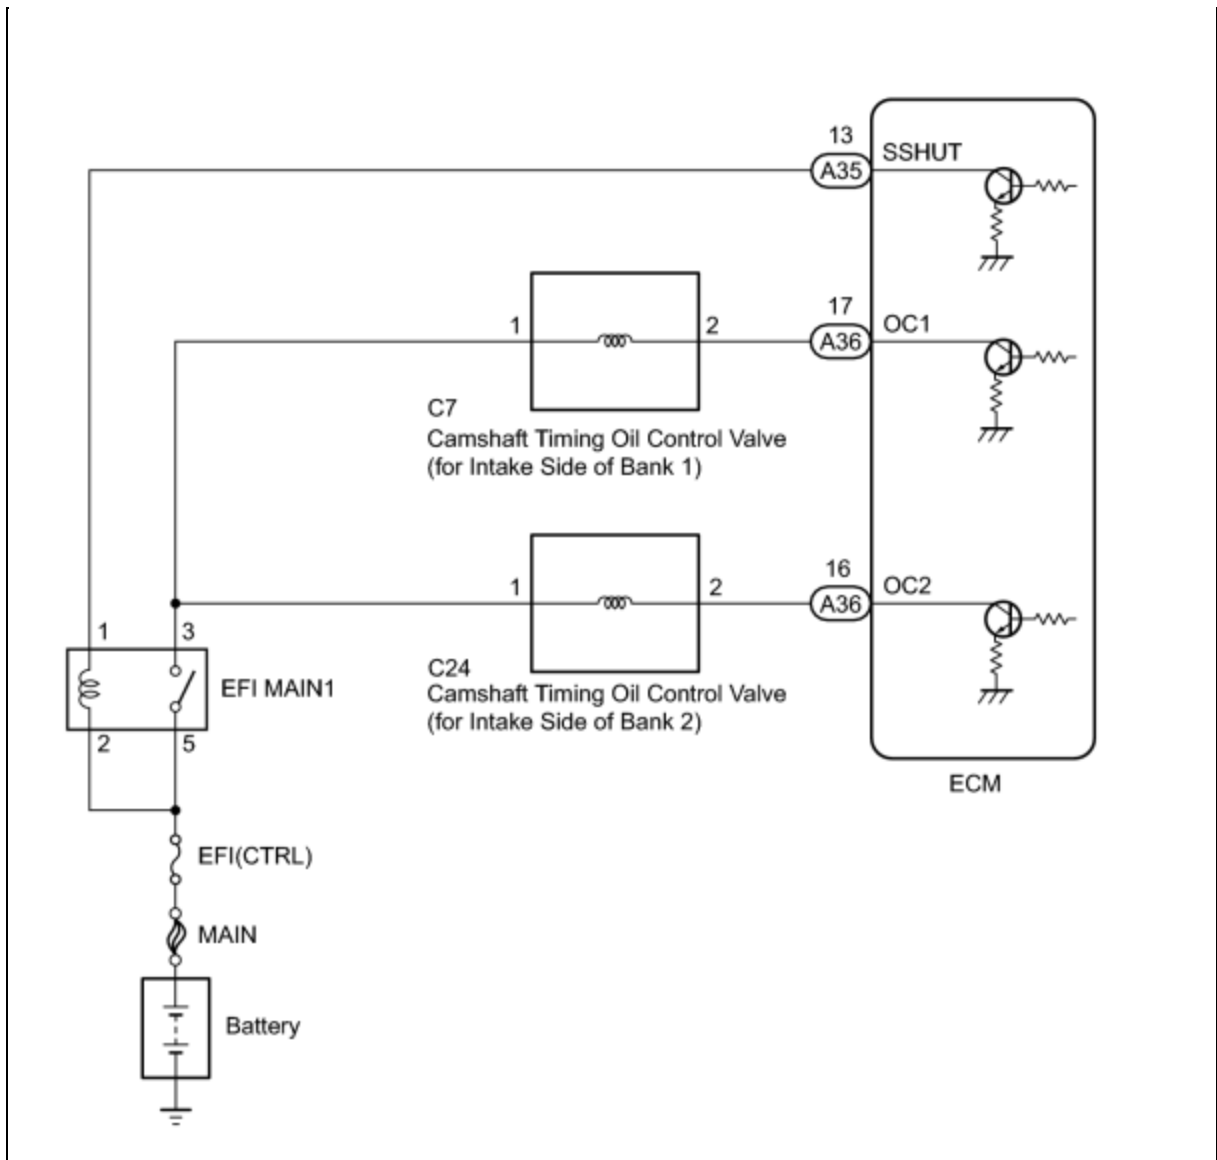 13
A35
SSHUT
17
A36
OC1
1
2
C7
Camshaft Timing Oil Control Valve
(for Intake Side of Bank 1)
16
A36
OC2
1
2
C24
Camshaft Timing Oil Control Valve
(for Intake Side of Bank 2)
1
3
EFI MAIN1
2
5
ECM
EFI(CTRL)
MAIN
Battery